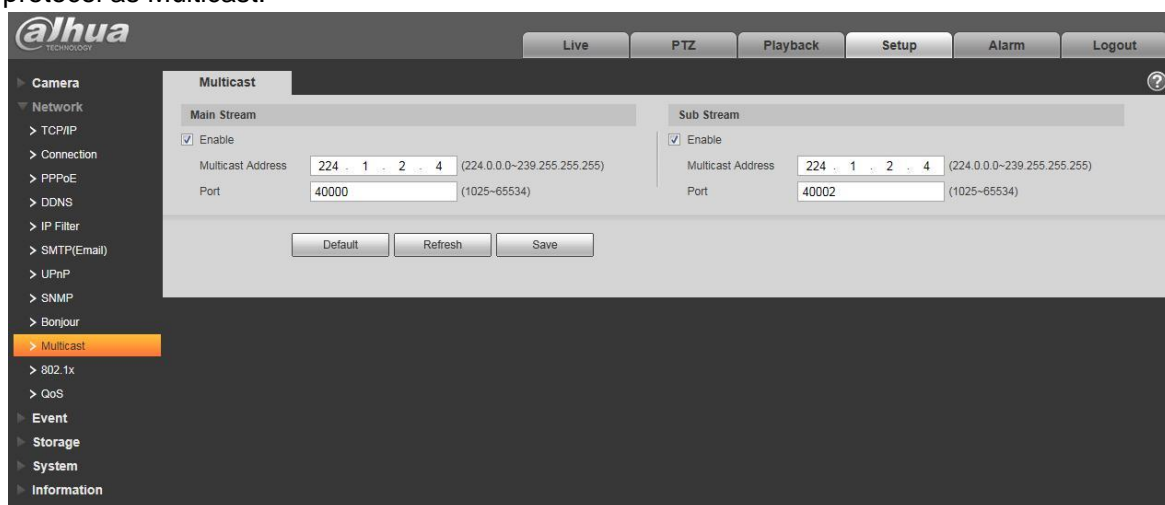 protocol as Multicast.
alhua
TECHNOLOGY
Live PTZ Playback Setup Alarm Logout
Camera
Network
> TCP/IP
> Connection
> PPPoE
> DDNS
> IP Filter
> SMTP(Email)
> UPnP
> SNMP
> Bonjour
> Multicast
> 802.1x
> QoS
Event
Storage
System
Information
Multicast
?
Main Stream
Enable
Multicast Address 224 . 1 . 2 . 4 (224.0.0.0~239.255.255.255)
Port 40000 (1025~65534)
Sub Stream
Enable
Multicast Address 224 . 1 . 2 . 4 (224.0.0.0~239.255.255.255)
Port 40002 (1025~65534)
Default Refresh Save